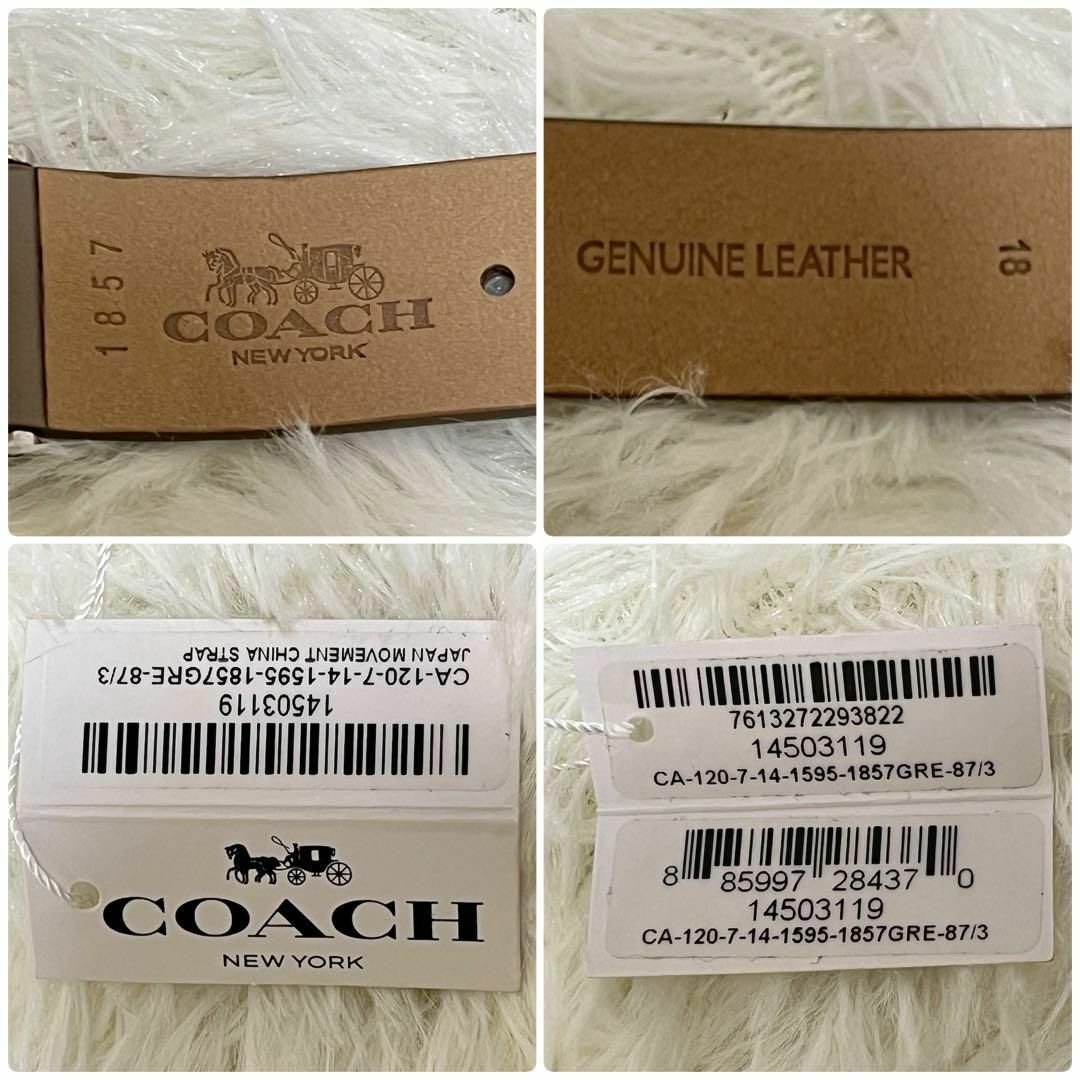 1857
COACH
NEW YORK
GENUINE LEATHER
18
14503119
CA-120-7-14-1595-1857GRE-87/3
JAPAN MOVEMENT CHINA STRAP
COACH
NEW YORK
7613272293822
14503119
CA-120-7-14-1595-1857GRE-87/3
8 85997 28437 0
14503119
CA-120-7-14-1595-1857GRE-87/3